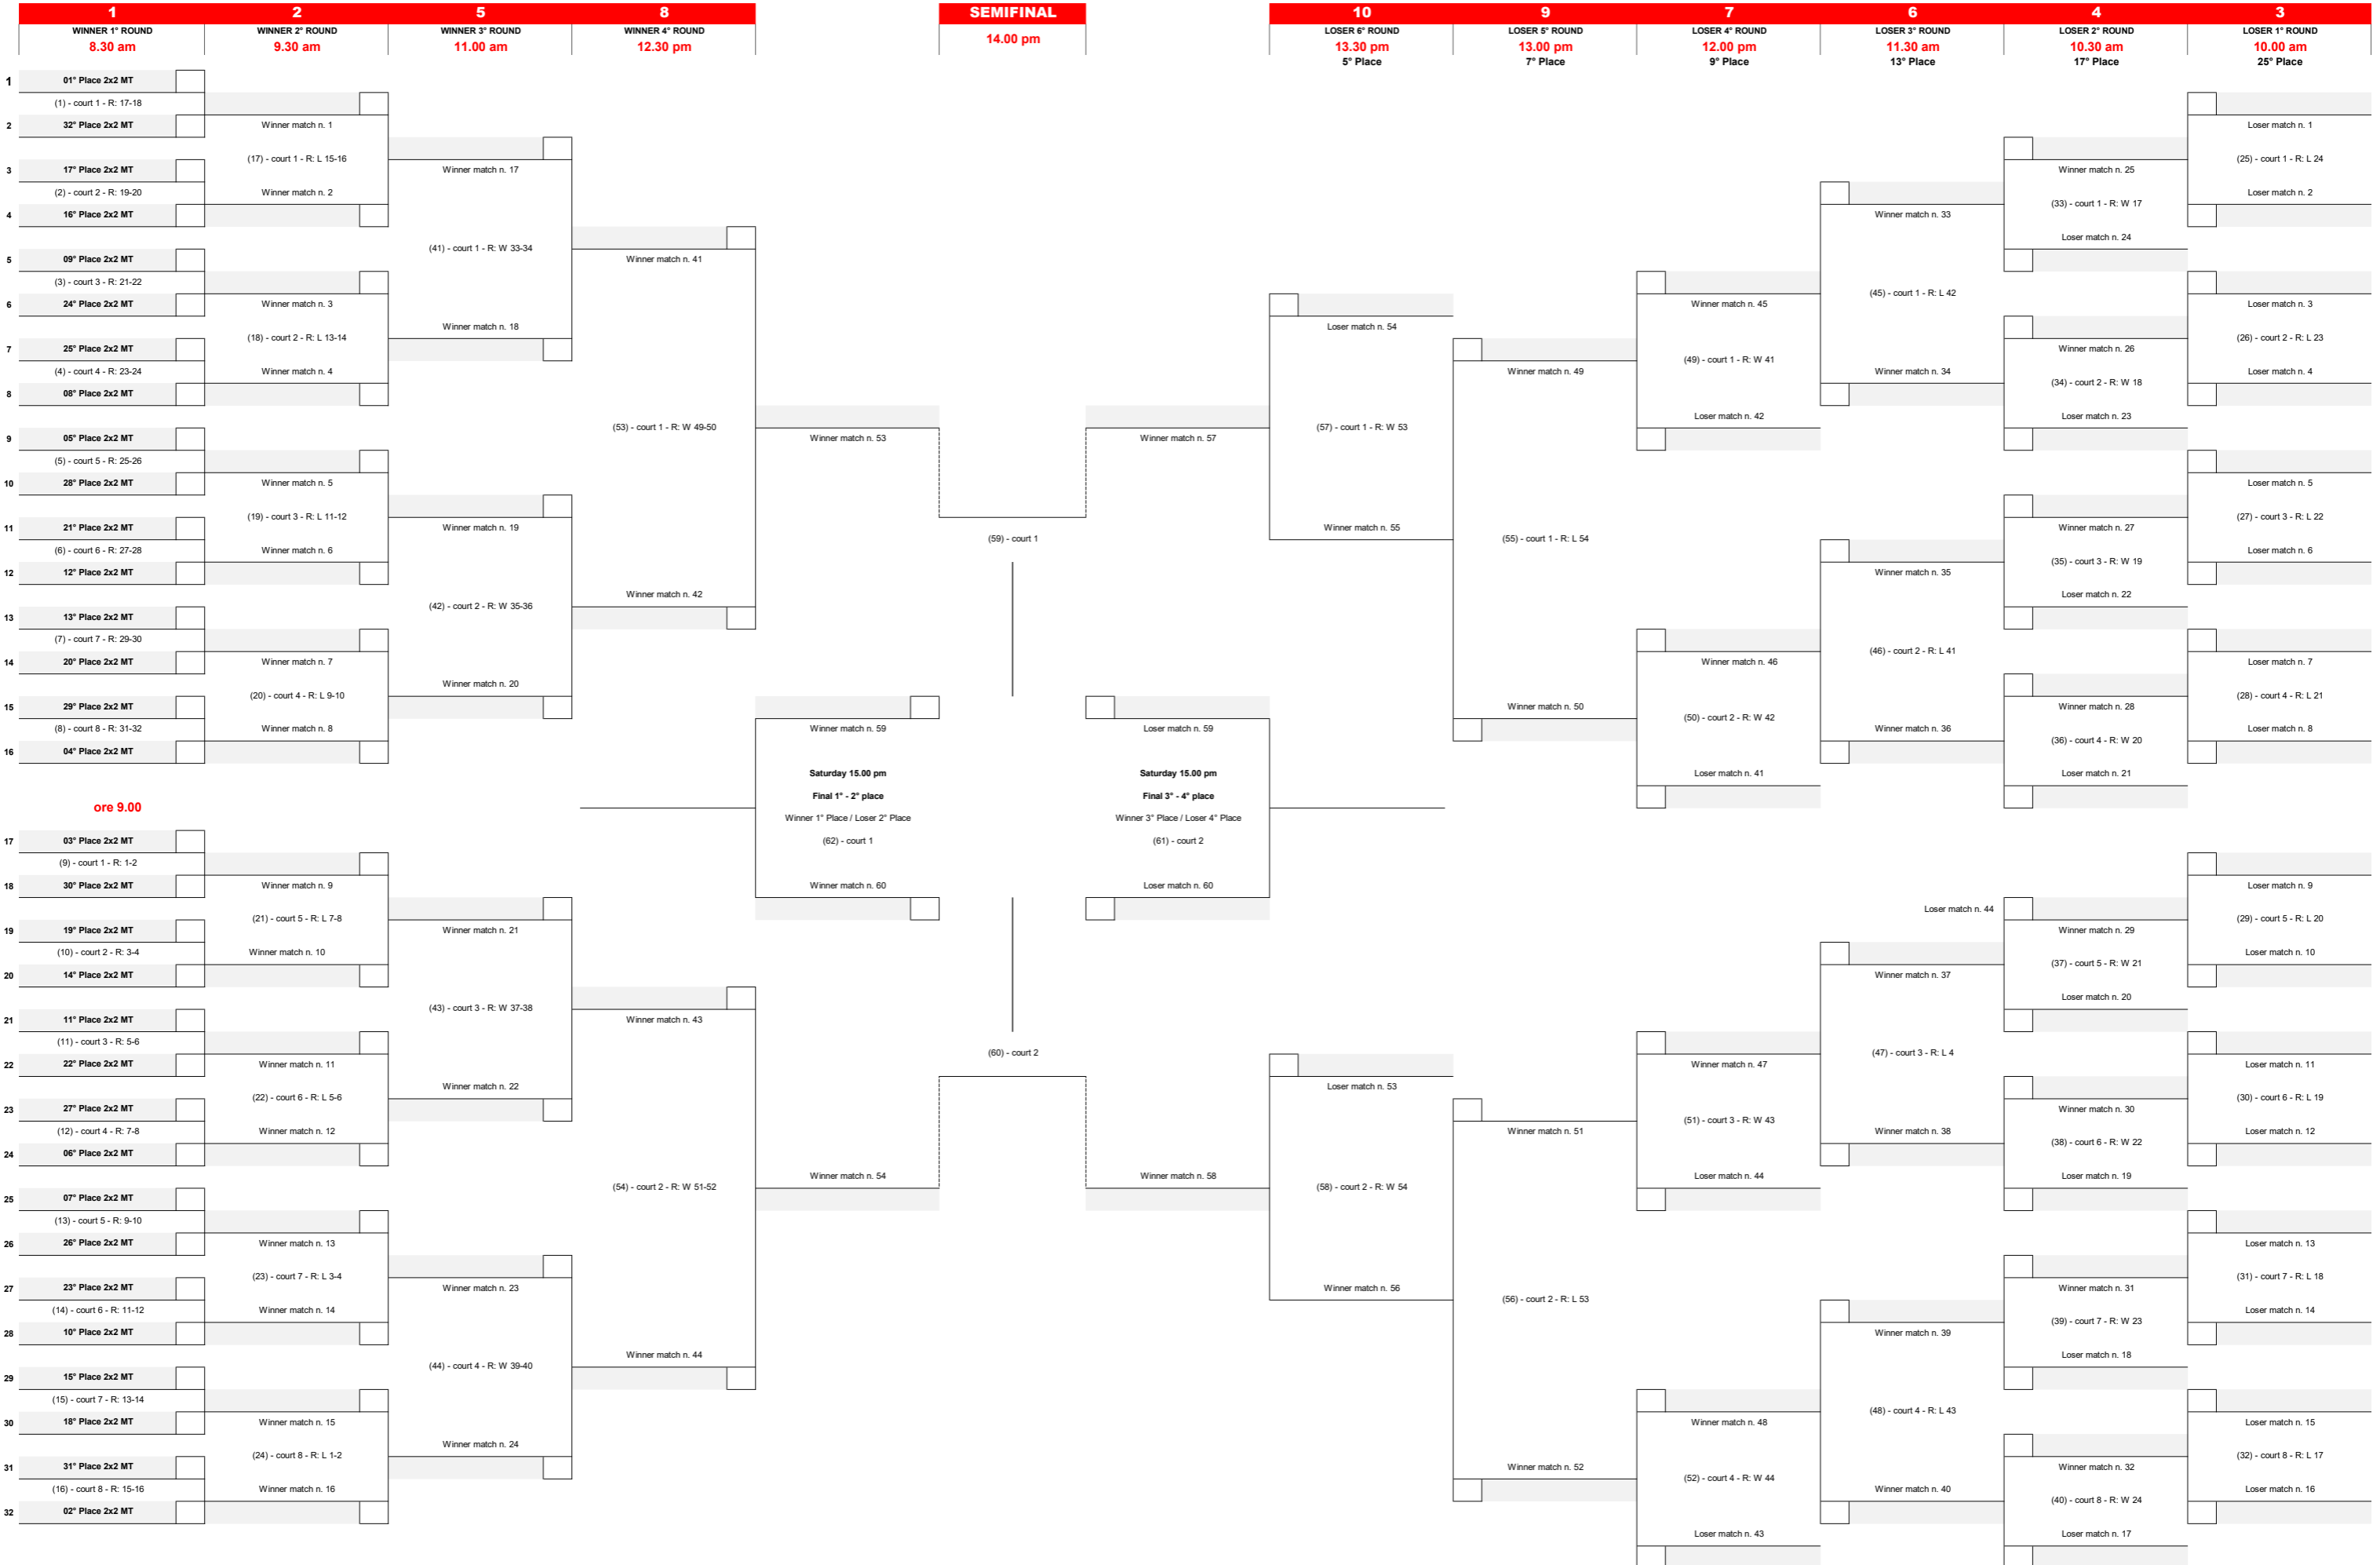 1 2 5 8 SEMIFINAL 10 9 7 6 4 3
WINNER 1° ROUND WINNER 2° ROUND WINNER 3° ROUND WINNER 4° ROUND LOSER 6° ROUND LOSER 5° ROUND LOSER 4° ROUND LOSER 3° ROUND LOSER 2° ROUND LOSER 1° ROUND
8.30 am 9.30 am 11.00 am 12.30 pm 14.00 pm 13.30 pm 13.00 pm 12.00 pm 11.30 am 10.30 am 10.00 am
5° Place 7° Place 9° Place 13° Place 17° Place 25° Place
1 01° Place 2x2 MT
(1) - court 1 - R: 17-18
2 32° Place 2x2 MT
3 17° Place 2x2 MT
(2) - court 2 - R: 19-20
4 16° Place 2x2 MT
5 09° Place 2x2 MT
(3) - court 3 - R: 21-22
6 24° Place 2x2 MT
7 25° Place 2x2 MT
(4) - court 4 - R: 23-24
8 08° Place 2x2 MT
9 05° Place 2x2 MT
(5) - court 5 - R: 25-26
10 28° Place 2x2 MT
11 21° Place 2x2 MT
(6) - court 6 - R: 27-28
12 12° Place 2x2 MT
13 13° Place 2x2 MT
(7) - court 7 - R: 29-30
14 20° Place 2x2 MT
15 29° Place 2x2 MT
(8) - court 8 - R: 31-32
16 04° Place 2x2 MT
ore 9.00
17 03° Place 2x2 MT
(9) - court 1 - R: 1-2
18 30° Place 2x2 MT
19 19° Place 2x2 MT
(10) - court 2 - R: 3-4
20 14° Place 2x2 MT
21 11° Place 2x2 MT
(11) - court 3 - R: 5-6
22 22° Place 2x2 MT
23 27° Place 2x2 MT
(12) - court 4 - R: 7-8
24 06° Place 2x2 MT
25 07° Place 2x2 MT
(13) - court 5 - R: 9-10
26 26° Place 2x2 MT
27 23° Place 2x2 MT
(14) - court 6 - R: 11-12
28 10° Place 2x2 MT
29 15° Place 2x2 MT
(15) - court 7 - R: 13-14
30 18° Place 2x2 MT
31 31° Place 2x2 MT
(16) - court 8 - R: 15-16
32 02° Place 2x2 MT
Winner match n. 1
(17) - court 1 - R: L 15-16
Winner match n. 2
Winner match n. 3
(18) - court 2 - R: L 13-14
Winner match n. 4
Winner match n. 5
(19) - court 3 - R: L 11-12
Winner match n. 6
Winner match n. 7
(20) - court 4 - R: L 9-10
Winner match n. 8
Winner match n. 9
(21) - court 5 - R: L 7-8
Winner match n. 10
Winner match n. 11
(22) - court 6 - R: L 5-6
Winner match n. 12
Winner match n. 13
(23) - court 7 - R: L 3-4
Winner match n. 14
Winner match n. 15
(24) - court 8 - R: L 1-2
Winner match n. 16
Winner match n. 17
(41) - court 1 - R: W 33-34
Winner match n. 18
Winner match n. 19
(42) - court 2 - R: W 35-36
Winner match n. 20
Winner match n. 21
(43) - court 3 - R: W 37-38
Winner match n. 22
Winner match n. 23
(44) - court 4 - R: W 39-40
Winner match n. 24
Winner match n. 41
(53) - court 1 - R: W 49-50
Winner match n. 42
Winner match n. 43
(54) - court 2 - R: W 51-52
Winner match n. 44
Winner match n. 53
Winner match n. 59
Saturday 15.00 pm
Final 1° - 2° place
Winner 1° Place / Loser 2° Place
(62) - court 1
Winner match n. 60
Winner match n. 54
(59) - court 1
(60) - court 2
Winner match n. 57
Loser match n. 59
Saturday 15.00 pm
Final 3° - 4° place
Winner 3° Place / Loser 4° Place
(61) - court 2
Loser match n. 60
Winner match n. 58
Loser match n. 54
(57) - court 1 - R: W 53
Winner match n. 55
Loser match n. 53
(58) - court 2 - R: W 54
Winner match n. 56
Winner match n. 49
(55) - court 1 - R: L 54
Winner match n. 50
Winner match n. 51
(56) - court 2 - R: L 53
Winner match n. 52
Winner match n. 45
(49) - court 1 - R: W 41
Loser match n. 42
Winner match n. 46
(50) - court 2 - R: W 42
Loser match n. 41
Winner match n. 47
(51) - court 3 - R: W 43
Loser match n. 44
Winner match n. 48
(52) - court 4 - R: W 44
Loser match n. 43
Winner match n. 33
(45) - court 1 - R: L 42
Winner match n. 34
Winner match n. 35
(46) - court 2 - R: L 41
Winner match n. 36
Loser match n. 44
Winner match n. 37
(47) - court 3 - R: L 4
Winner match n. 38
Winner match n. 39
(48) - court 4 - R: L 43
Winner match n. 40
Winner match n. 25
(33) - court 1 - R: W 17
Loser match n. 24
Winner match n. 26
(34) - court 2 - R: W 18
Loser match n. 23
Winner match n. 27
(35) - court 3 - R: W 19
Loser match n. 22
Winner match n. 28
(36) - court 4 - R: W 20
Loser match n. 21
Winner match n. 29
(37) - court 5 - R: W 21
Loser match n. 20
Winner match n. 30
(38) - court 6 - R: W 22
Loser match n. 19
Winner match n. 31
(39) - court 7 - R: W 23
Loser match n. 18
Winner match n. 32
(40) - court 8 - R: W 24
Loser match n. 17
Loser match n. 1
(25) - court 1 - R: L 24
Loser match n. 2
Loser match n. 3
(26) - court 2 - R: L 23
Loser match n. 4
Loser match n. 5
(27) - court 3 - R: L 22
Loser match n. 6
Loser match n. 7
(28) - court 4 - R: L 21
Loser match n. 8
Loser match n. 9
(29) - court 5 - R: L 20
Loser match n. 10
Loser match n. 11
(30) - court 6 - R: L 19
Loser match n. 12
Loser match n. 13
(31) - court 7 - R: L 18
Loser match n. 14
Loser match n. 15
(32) - court 8 - R: L 17
Loser match n. 16